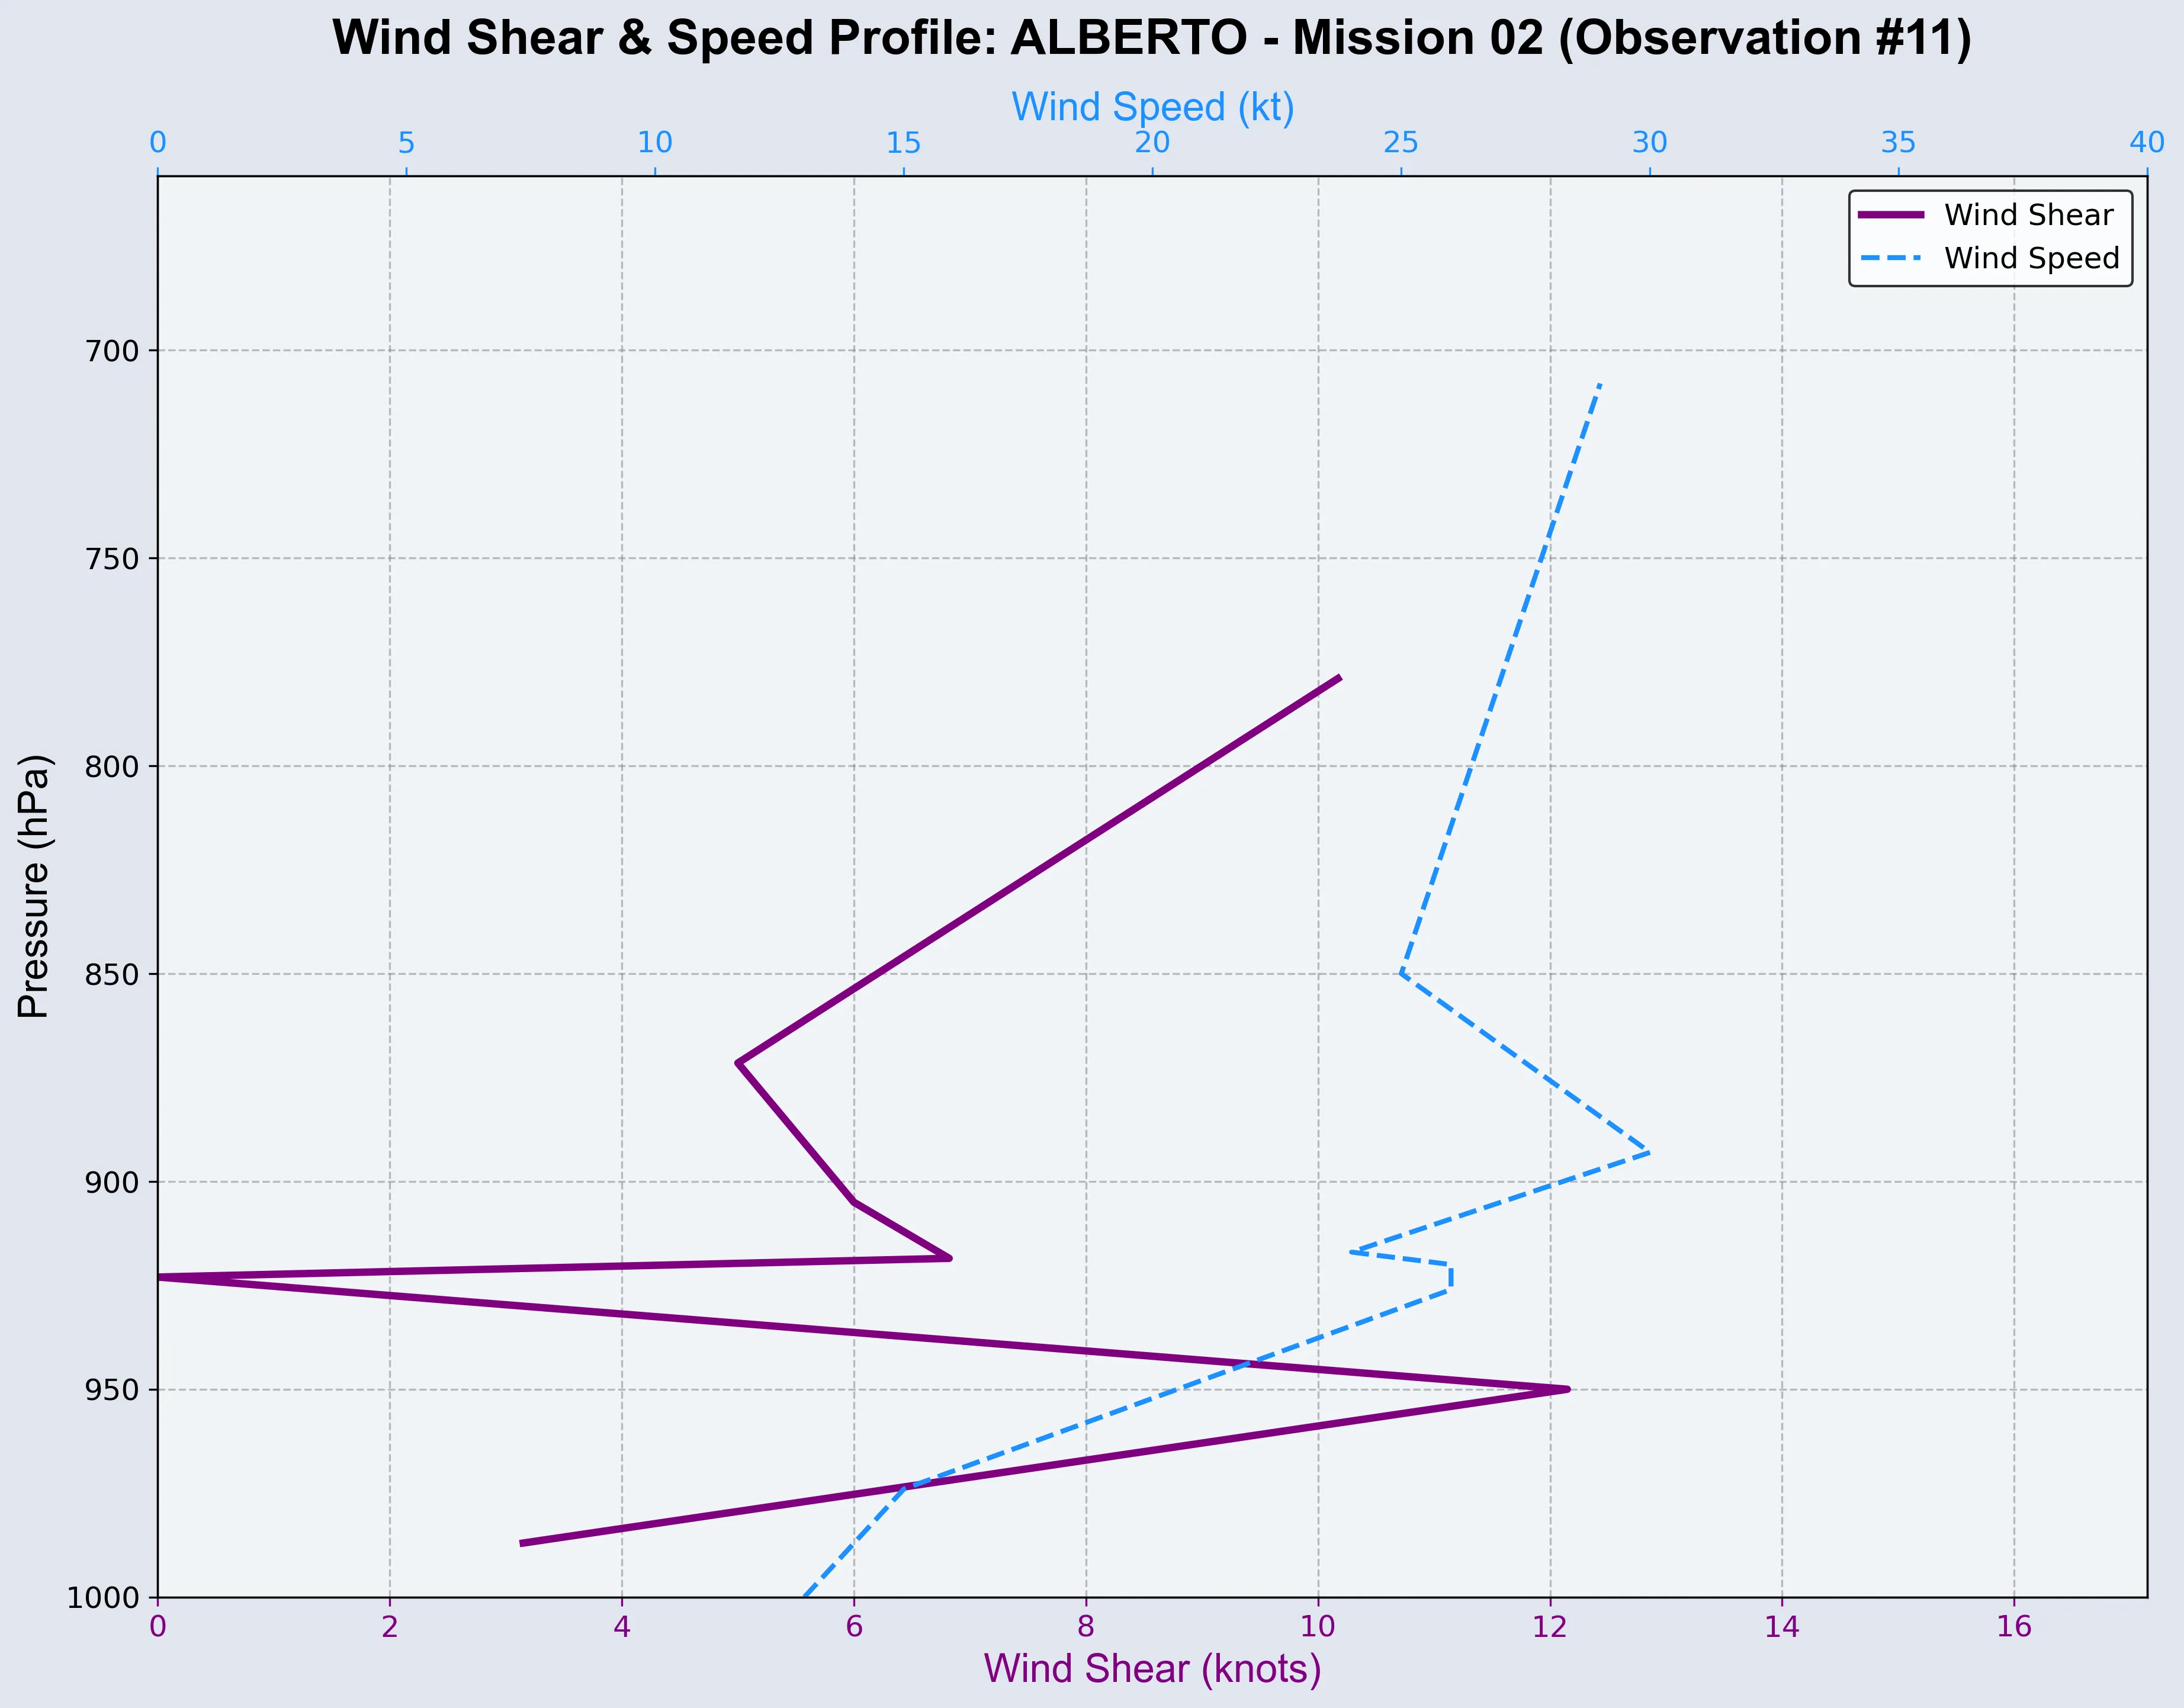 Wind Shear & Speed Profile: ALBERTO - Mission 02 (Observation #11)
Wind Speed (kt)
0 5 10 15 20 25 30 35 40
Wind Shear
Wind Speed
Pressure (hPa)
700
750
800
850
900
950
1000
0 2 4 6 8 10 12 14 16
Wind Shear (knots)